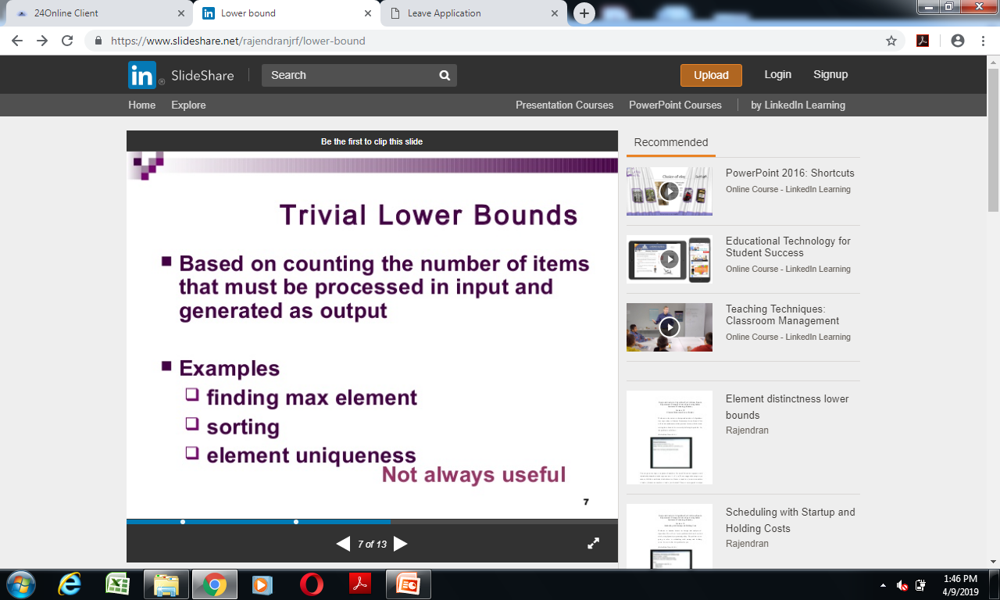 24Online Client
Lower bound
Leave Application
https://www.slideshare.net/rajendranjrf/lower-bound
in ® SlideShare
Search
Upload
Login
Signup
Home
Explore
Presentation Courses
PowerPoint Courses
by LinkedIn Learning
Be the first to clip this slide
Trivial Lower Bounds
Based on counting the number of items
that must be processed in input and
generated as output
Examples
finding max element
sorting
element uniqueness
Not always useful
7
7 of 13
Recommended
PowerPoint 2016: Shortcuts
Online Course - LinkedIn Learning
Educational Technology for
Student Success
Online Course - LinkedIn Learning
Teaching Techniques:
Classroom Management
Online Course - LinkedIn Learning
Element distinctness lower
bounds
Rajendran
Scheduling with Startup and
Holding Costs
Rajendran
1:46 PM
4/9/2019